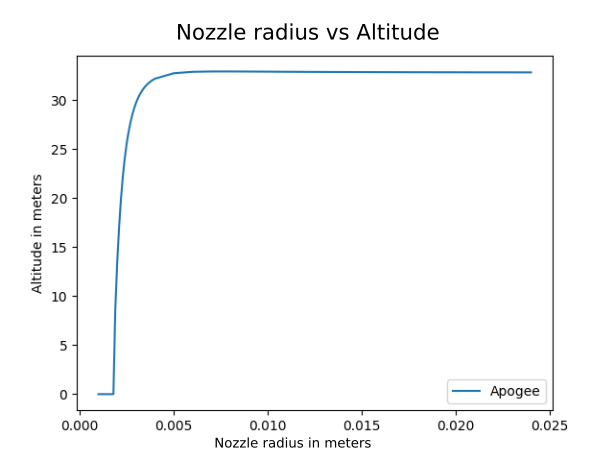 Nozzle radius vs Altitude
Altitude in meters
30
25
20
15
10
5
0
Apogee
0.000 0.005 0.010 0.015 0.020 0.025
Nozzle radius in meters